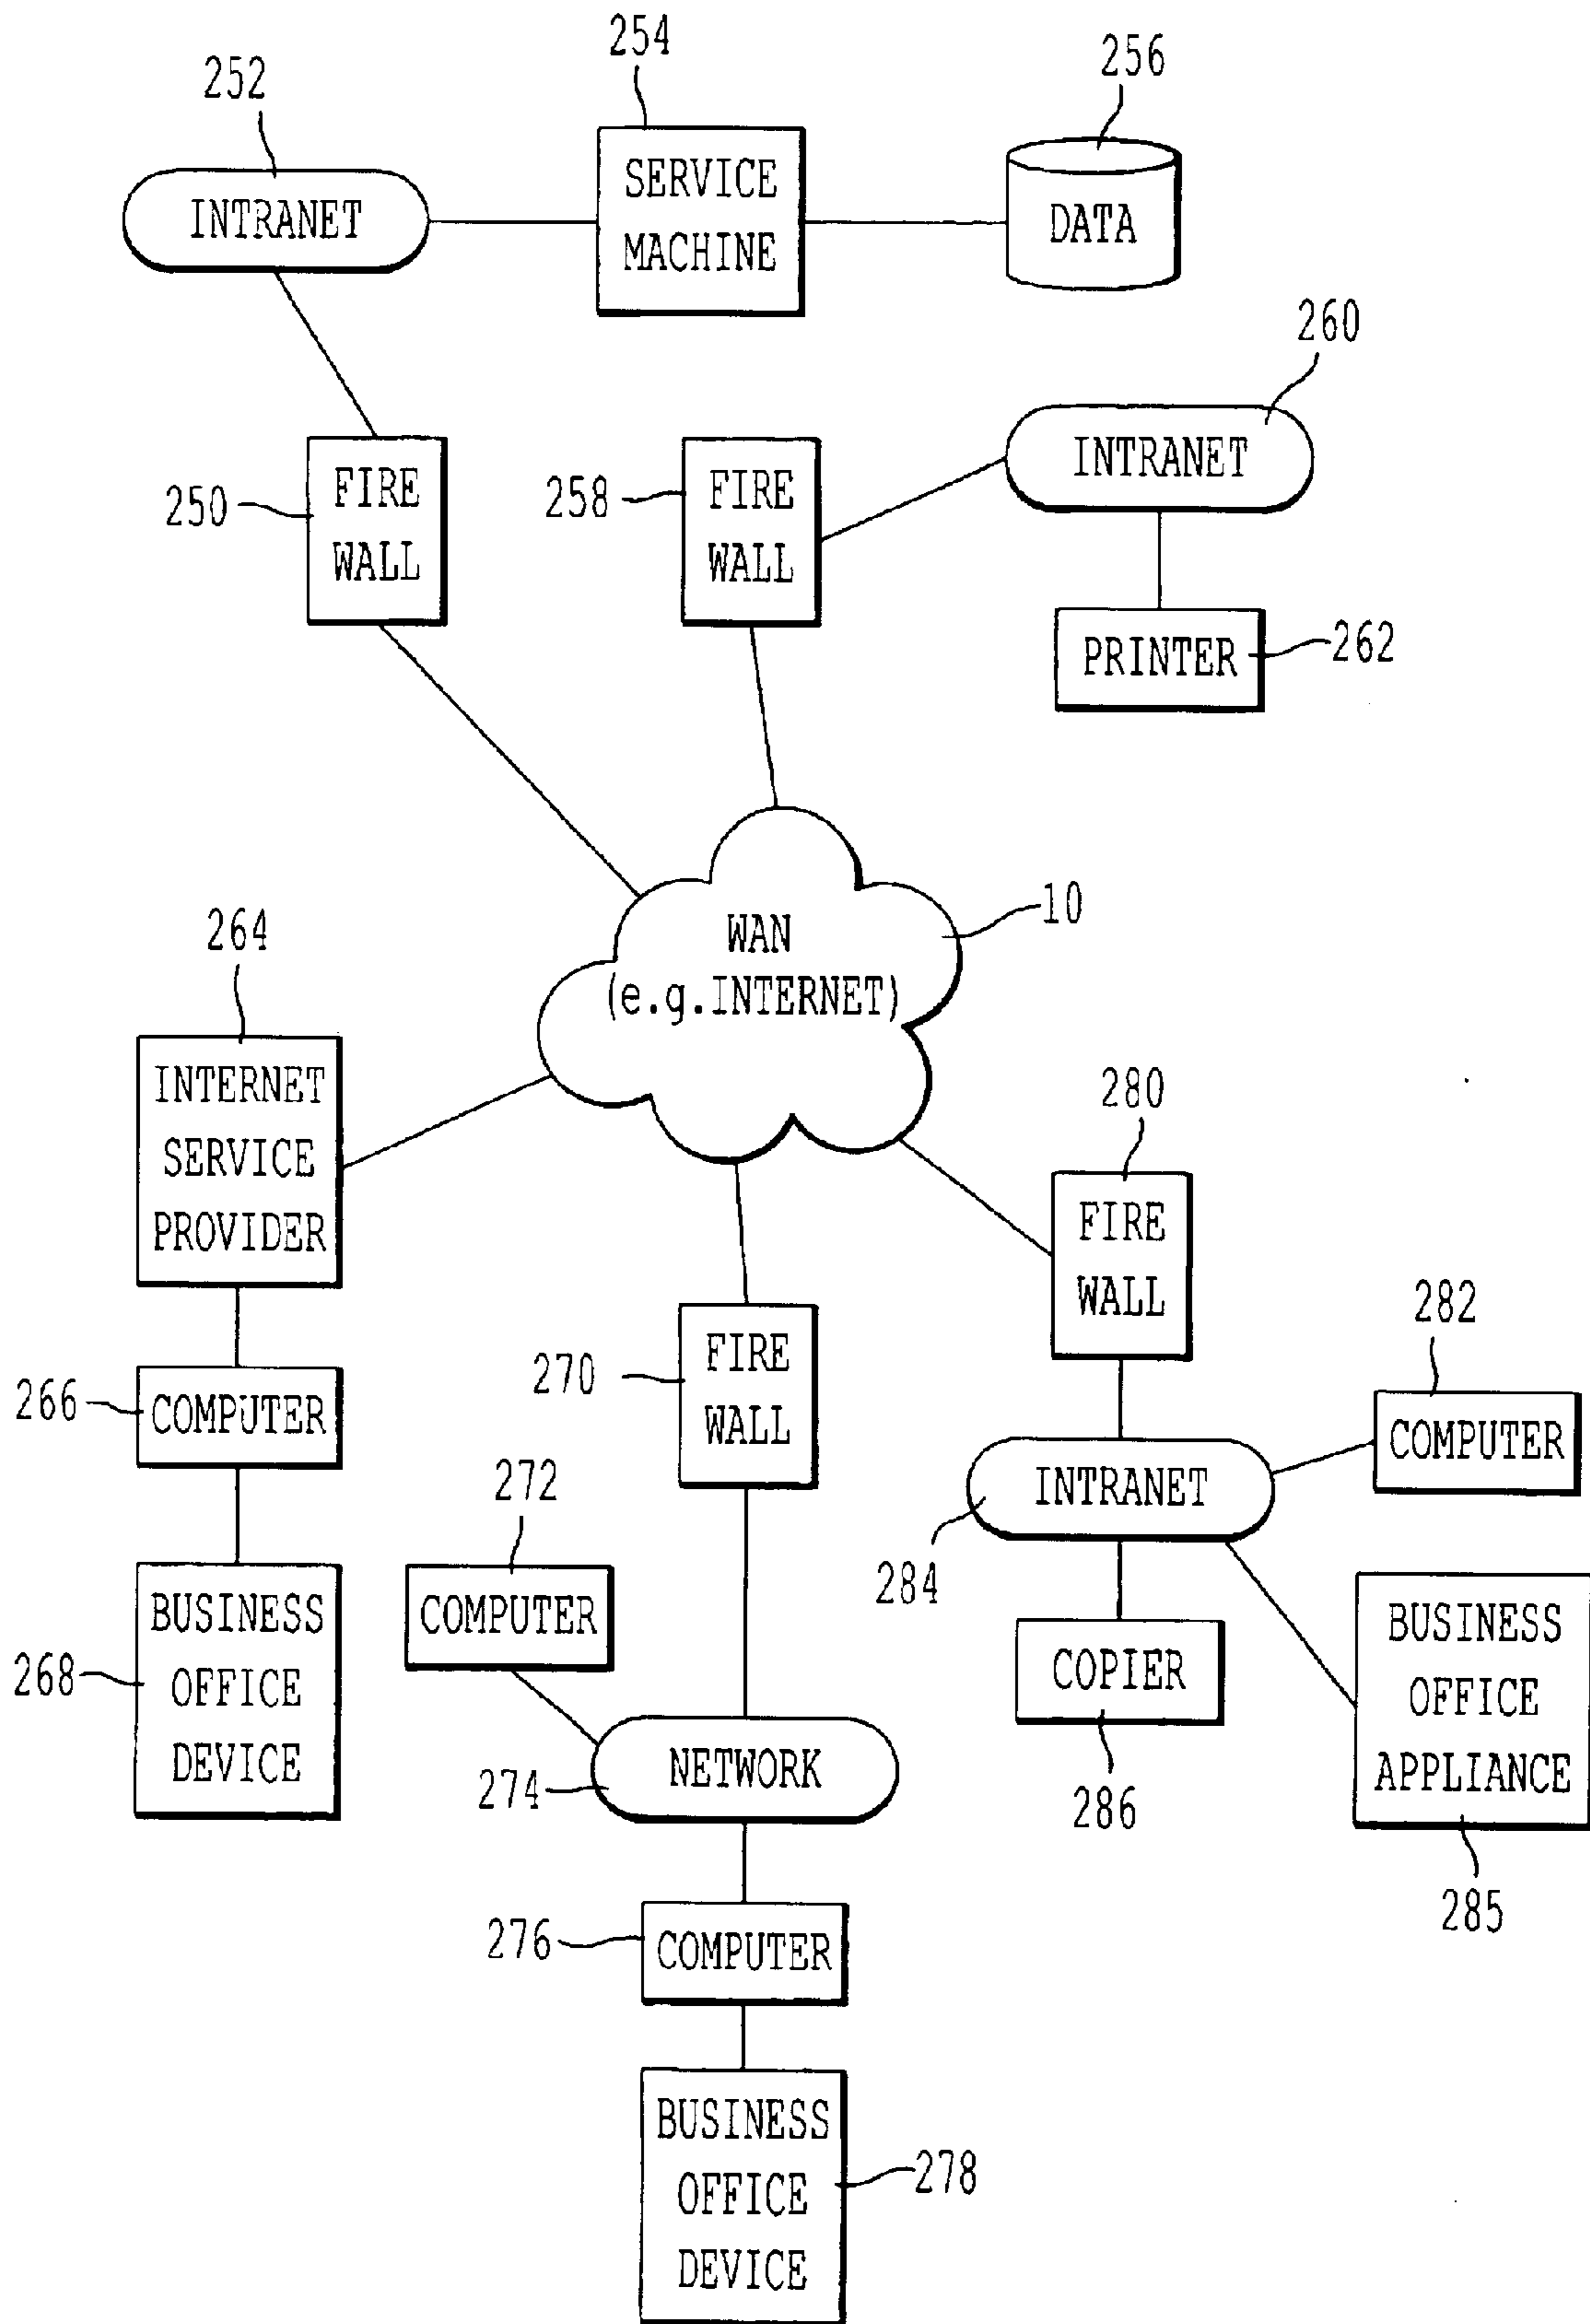 254
256
252
SERVICE
MACHINE
INTRANET
DATA
260
INTRANET
FIRE
WALL
250
FIRE
WALL
258
PRINTER
262
10
WAN
(e.g.INTERNET)
264
INTERNET
SERVICE
PROVIDER
280
FIRE
WALL
282
COMPUTER
270
FIRE
WALL
266
COMPUTER
INTRANET
284
272
COMPUTER
268
BUSINESS
OFFICE
DEVICE
COPIER
286
BUSINESS
OFFICE
APPLIANCE
285
NETWORK
274
276
COMPUTER
BUSINESS
OFFICE
DEVICE
278